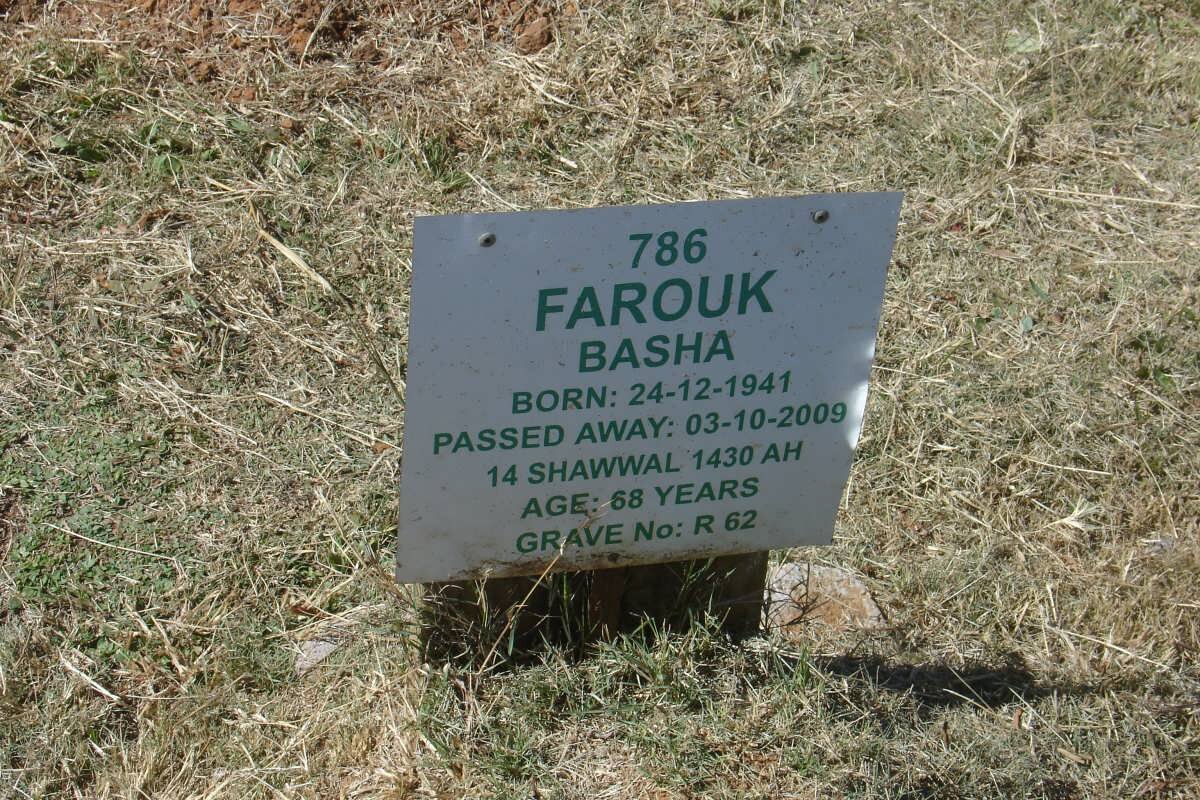 786
FAROUK
BASHA
BORN: 24-12-1941
PASSED AWAY: 03-10-2009
14 SHAWWAL 1430 AH
AGE: 68 YEARS
GRAVE No: R 62